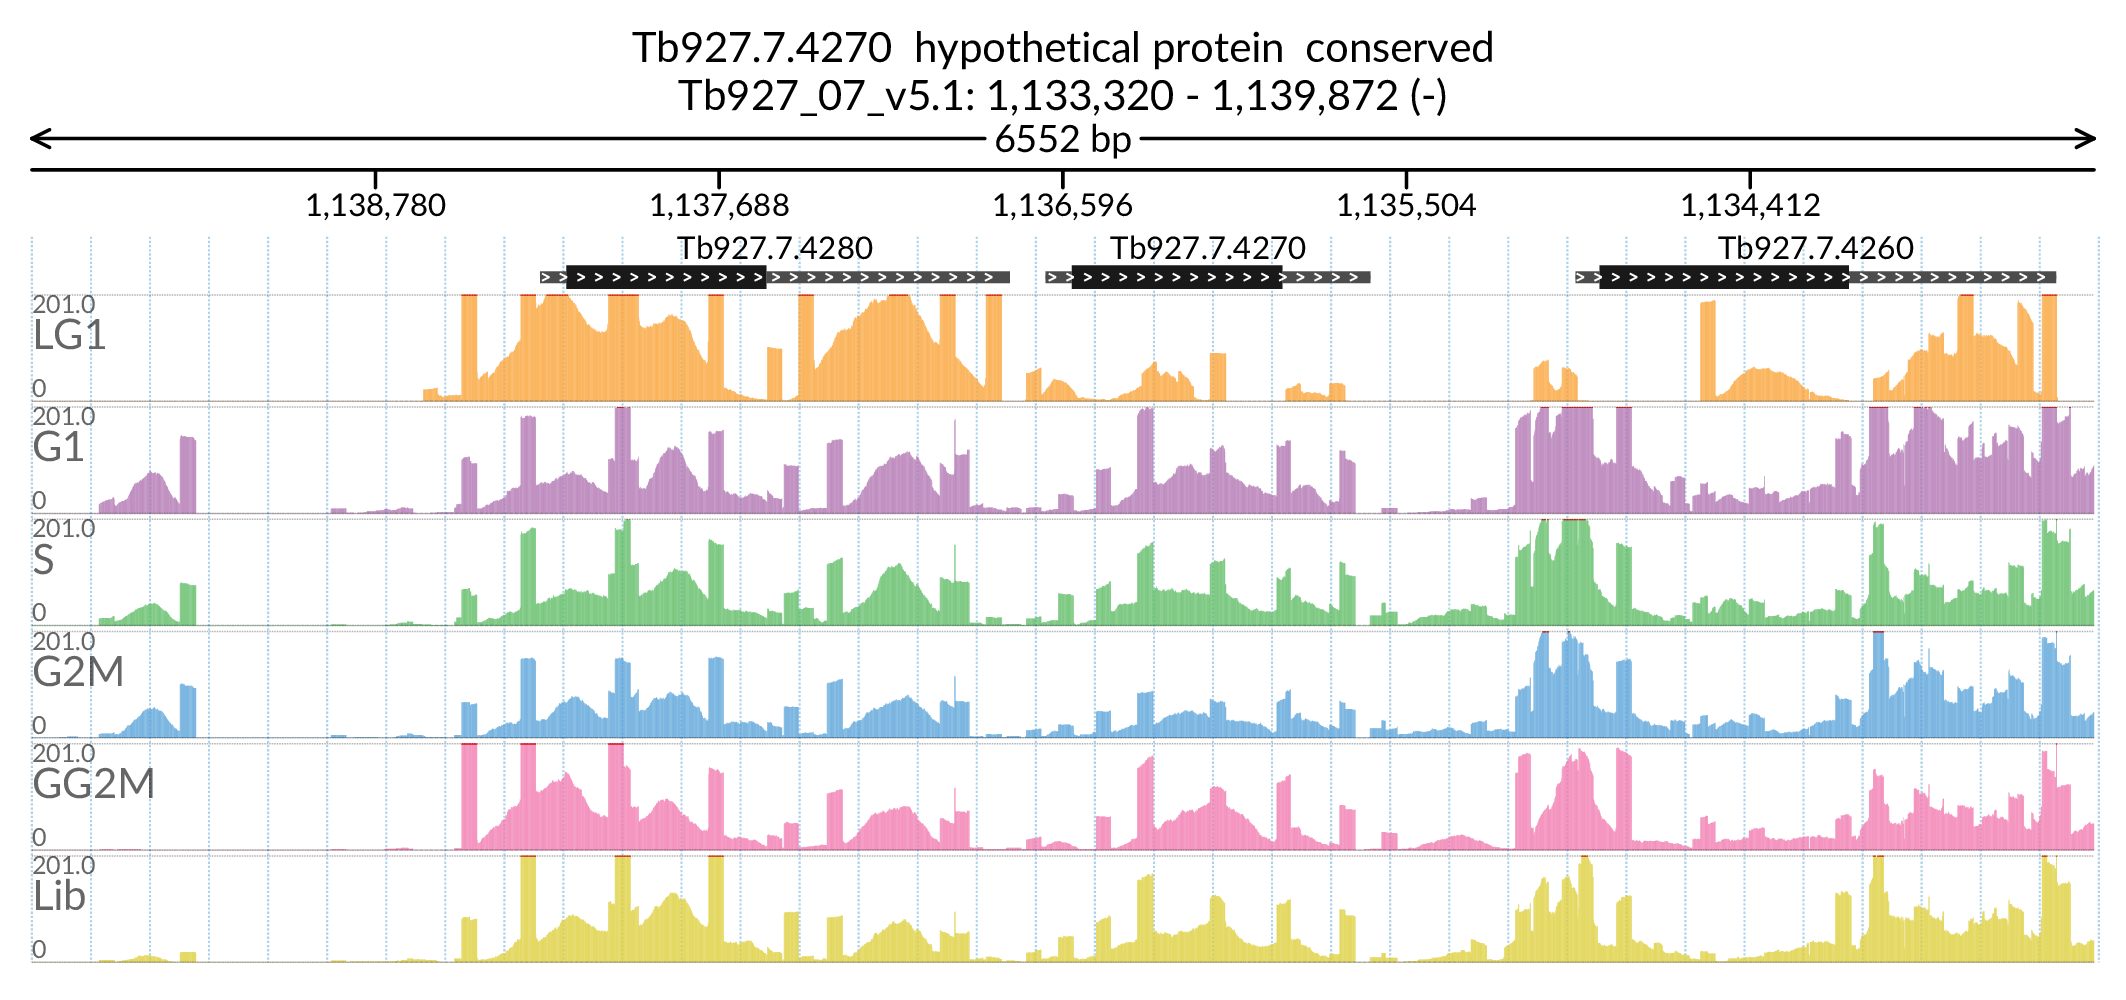 Tb927.7.4270 hypothetical protein conserved
Tb927_07_v5.1: 1,133,320 - 1,139,872 (-)
6552 bp
1,138,780 1,137,688 1,136,596 1,135,504 1,134,412
Tb927.7.4280 Tb927.7.4270 Tb927.7.4260
201.0
LG1
0
201.0
G1
0
201.0
S
0
201.0
G2M
0
201.0
GG2M
0
201.0
Lib
0